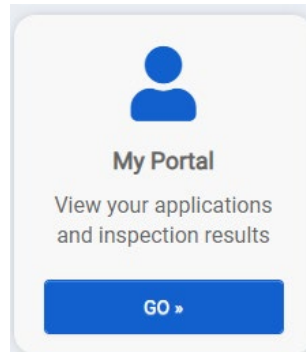 My Portal
View your applications
and inspection results
GO »